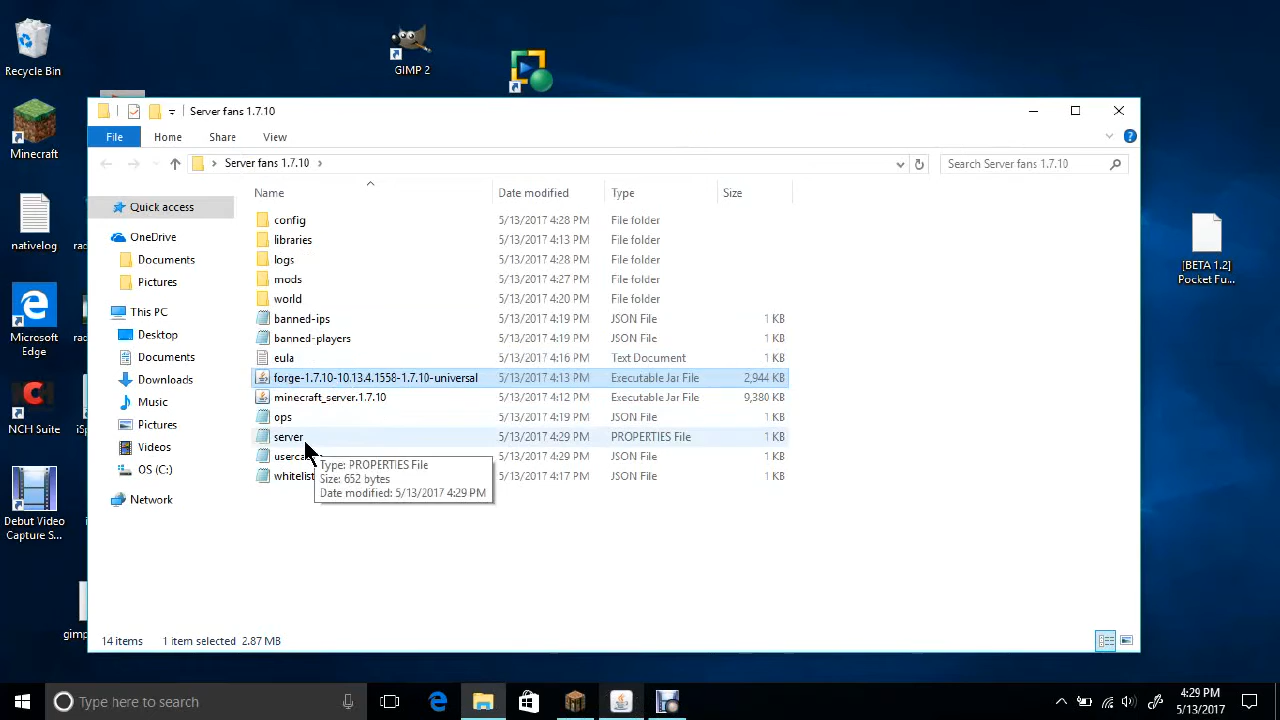 Recycle Bin
GIMP 2
Minecraft
nativelog
Microsoft
Edge
NCH Suite
Debut Video
Capture S...
[BETA 1.2]
Pocket Fu...
Server fans 1.7.10
File Home Share View
Server fans 1.7.10
Search Server fans 1.7.10
Name Date modified Type Size
Quick access
OneDrive
Documents
Pictures
This PC
Desktop
Documents
Downloads
Music
Pictures
Videos
OS (C:)
Network
config 5/13/2017 4:28 PM File folder
libraries 5/13/2017 4:13 PM File folder
logs 5/13/2017 4:28 PM File folder
mods 5/13/2017 4:27 PM File folder
world 5/13/2017 4:20 PM File folder
banned-ips 5/13/2017 4:19 PM JSON File 1 KB
banned-players 5/13/2017 4:19 PM JSON File 1 KB
eula 5/13/2017 4:16 PM Text Document 1 KB
forge-1.7.10-10.13.4.1558-1.7.10-universal 5/13/2017 4:13 PM Executable Jar File 2,944 KB
minecraft_server.1.7.10 5/13/2017 4:12 PM Executable Jar File 9,380 KB
ops 5/13/2017 4:19 PM JSON File 1 KB
server 5/13/2017 4:29 PM PROPERTIES File 1 KB
5/13/2017 4:29 PM JSON File 1 KB
whitelist 5/13/2017 4:17 PM JSON File 1 KB
Type: PROPERTIES File
Size: 652 bytes
Date modified: 5/13/2017 4:29 PM
14 items 1 item selected 2.87 MB
Type here to search
4:29 PM
5/13/2017